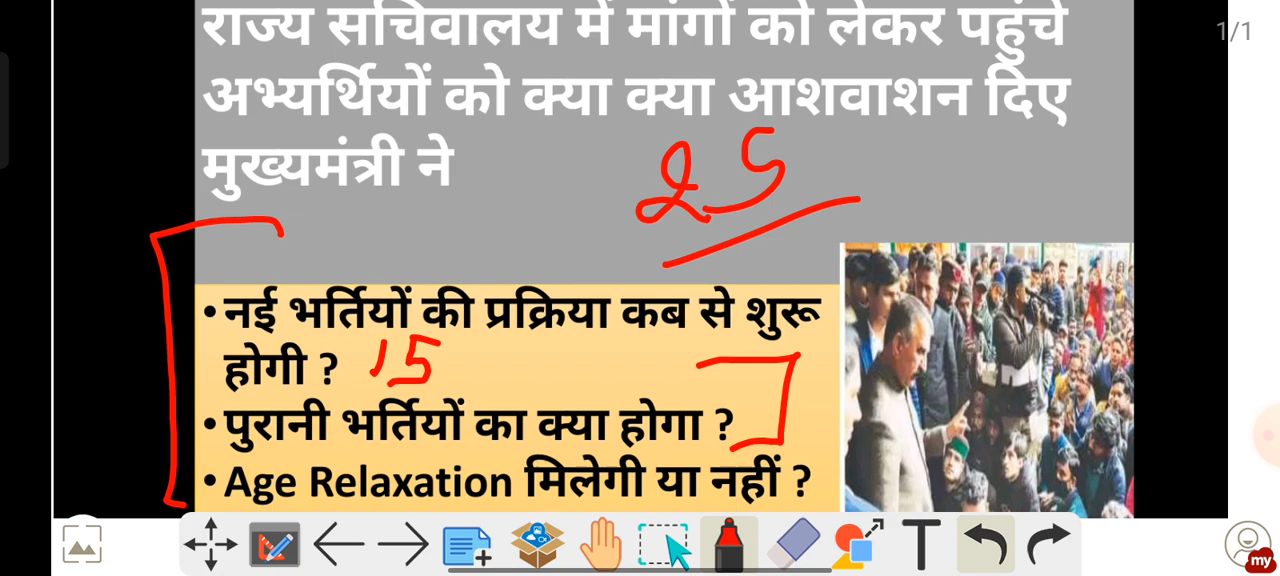 1/1
राज्य सचिवालय में मांगों को लेकर पहुंचे
अभ्यर्थियों को क्या क्या आशवाशन दिए
मुख्यमंत्री ने
25
•नई भर्तियों की प्रक्रिया कब से शुरू
होगी ? 15
•पुरानी भर्तियों का क्या होगा ?
•Age Relaxation मिलेगी या नहीं ?
T
my